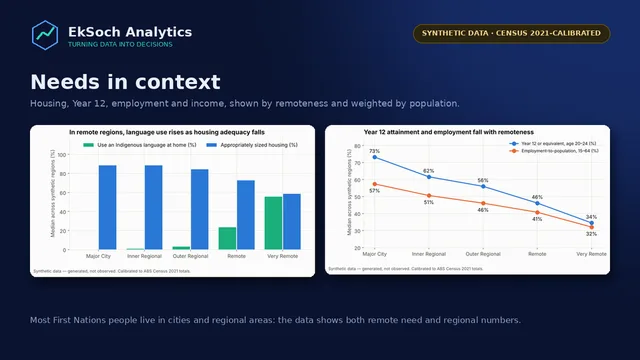 EkSoch Analytics
TURNING DATA INTO DECISIONS
SYNTHETIC DATA · CENSUS 2021-CALIBRATED
Needs in context
Housing, Year 12, employment and income, shown by remoteness and weighted by population.
In remote regions, language use rises as housing adequacy falls
Use an Indigenous language at home (%)
Appropriately sized housing (%)
Median across synthetic regions (%)
100
80
60
40
20
0
Major City
Inner Regional
Outer Regional
Remote
Very Remote
Synthetic data — generated, not observed. Calibrated to ABS Census 2021 totals.
Year 12 attainment and employment fall with remoteness
Year 12 or equivalent, age 20–24 (%)
Employment-to-population, 15–64 (%)
Median across synthetic regions (%)
80
70
60
50
40
30
20
73%
62%
56%
46%
34%
57%
51%
46%
41%
32%
Major City
Inner Regional
Outer Regional
Remote
Very Remote
Synthetic data — generated, not observed. Calibrated to ABS Census 2021 totals.
Most First Nations people live in cities and regional areas: the data shows both remote need and regional numbers.